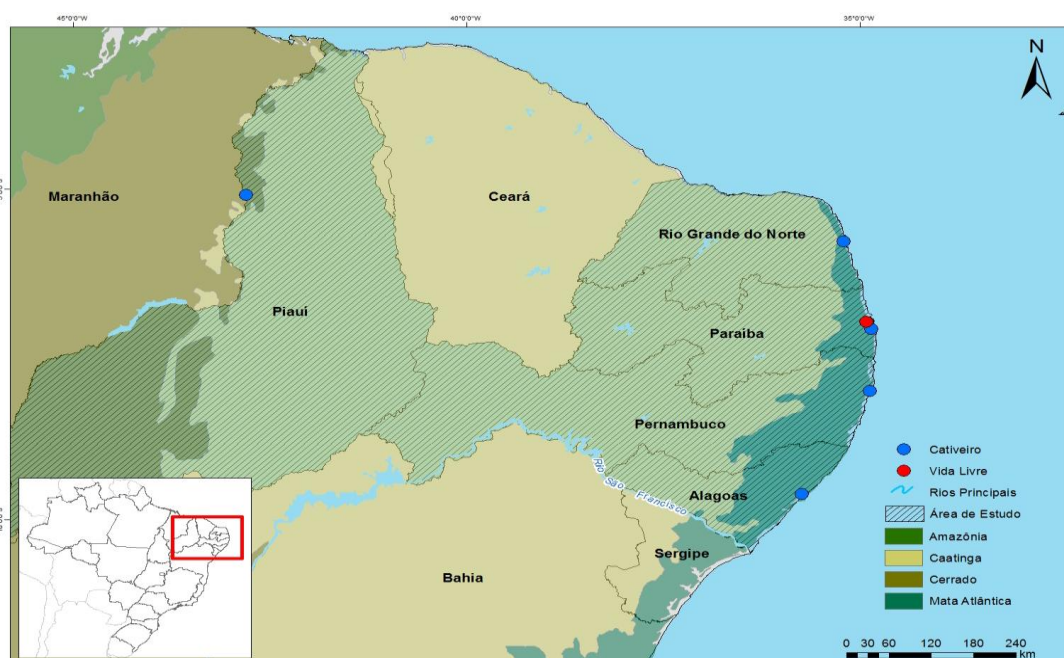 45°0'0"W 40°0'0"W 35°0'0"W
N
Maranhão
Ceará
Rio Grande do Norte
Piauí
Paraíba
Pernambuco
Rio São Francisco
Alagoas
Sergipe
Bahia
Cativeiro
Vida Livre
Rios Principais
Área de Estudo
Amazônia
Caatinga
Cerrado
Mata Atlântica
0 30 60 120 180 240
km